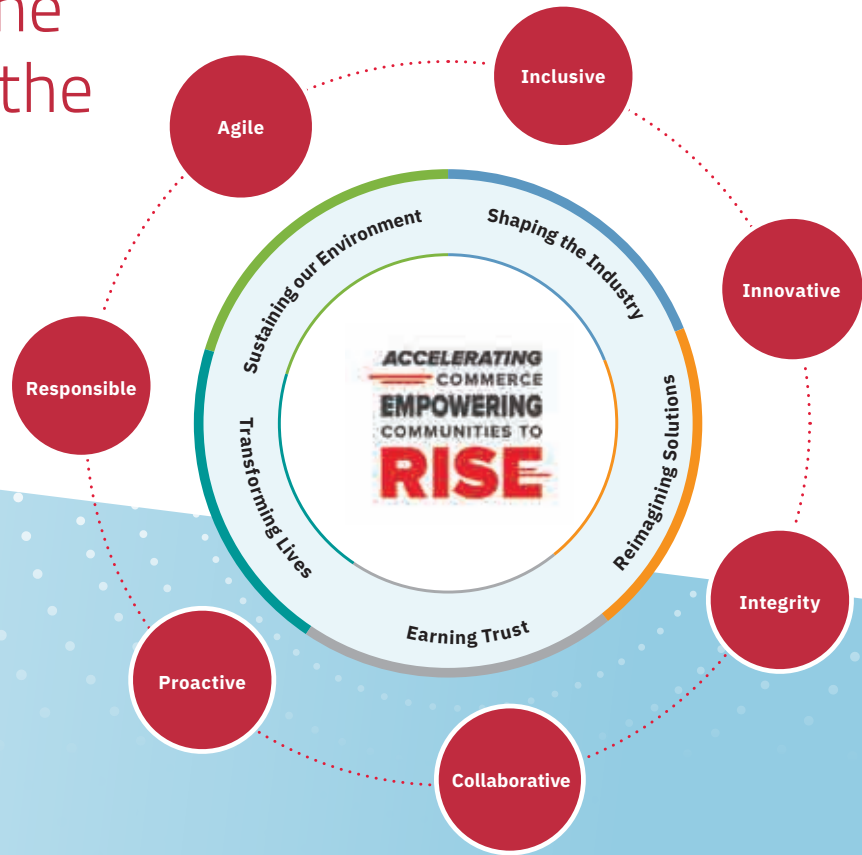 the
Inclusive
Agile
Innovative
Responsible
Integrity
Proactive
Collaborative
Sustaining our Environment
Shaping the Industry
Reimagining Solutions
Earning Trust
Transforming Lives
ACCELERATING
COMMERCE
EMPOWERING
COMMUNITIES TO
RISE